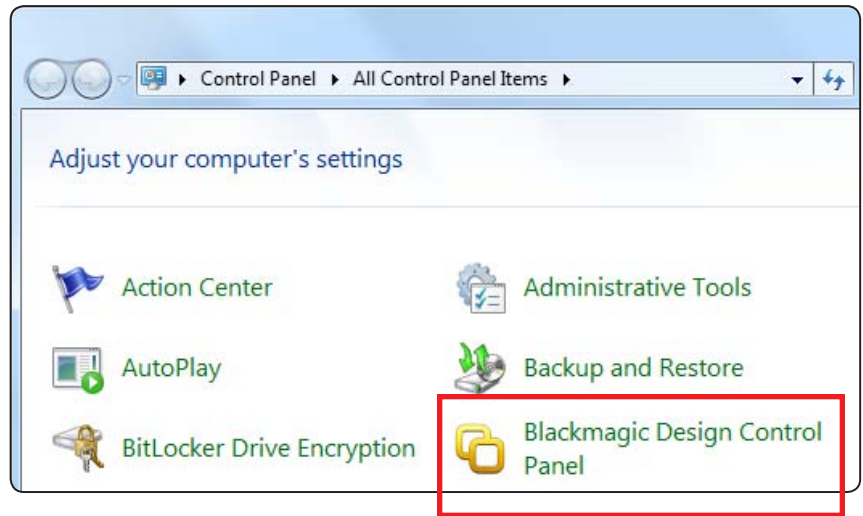 Control Panel ▸ All Control Panel Items ▸
Adjust your computer's settings
Action Center
Administrative Tools
AutoPlay
Backup and Restore
BitLocker Drive Encryption
Blackmagic Design Control
Panel